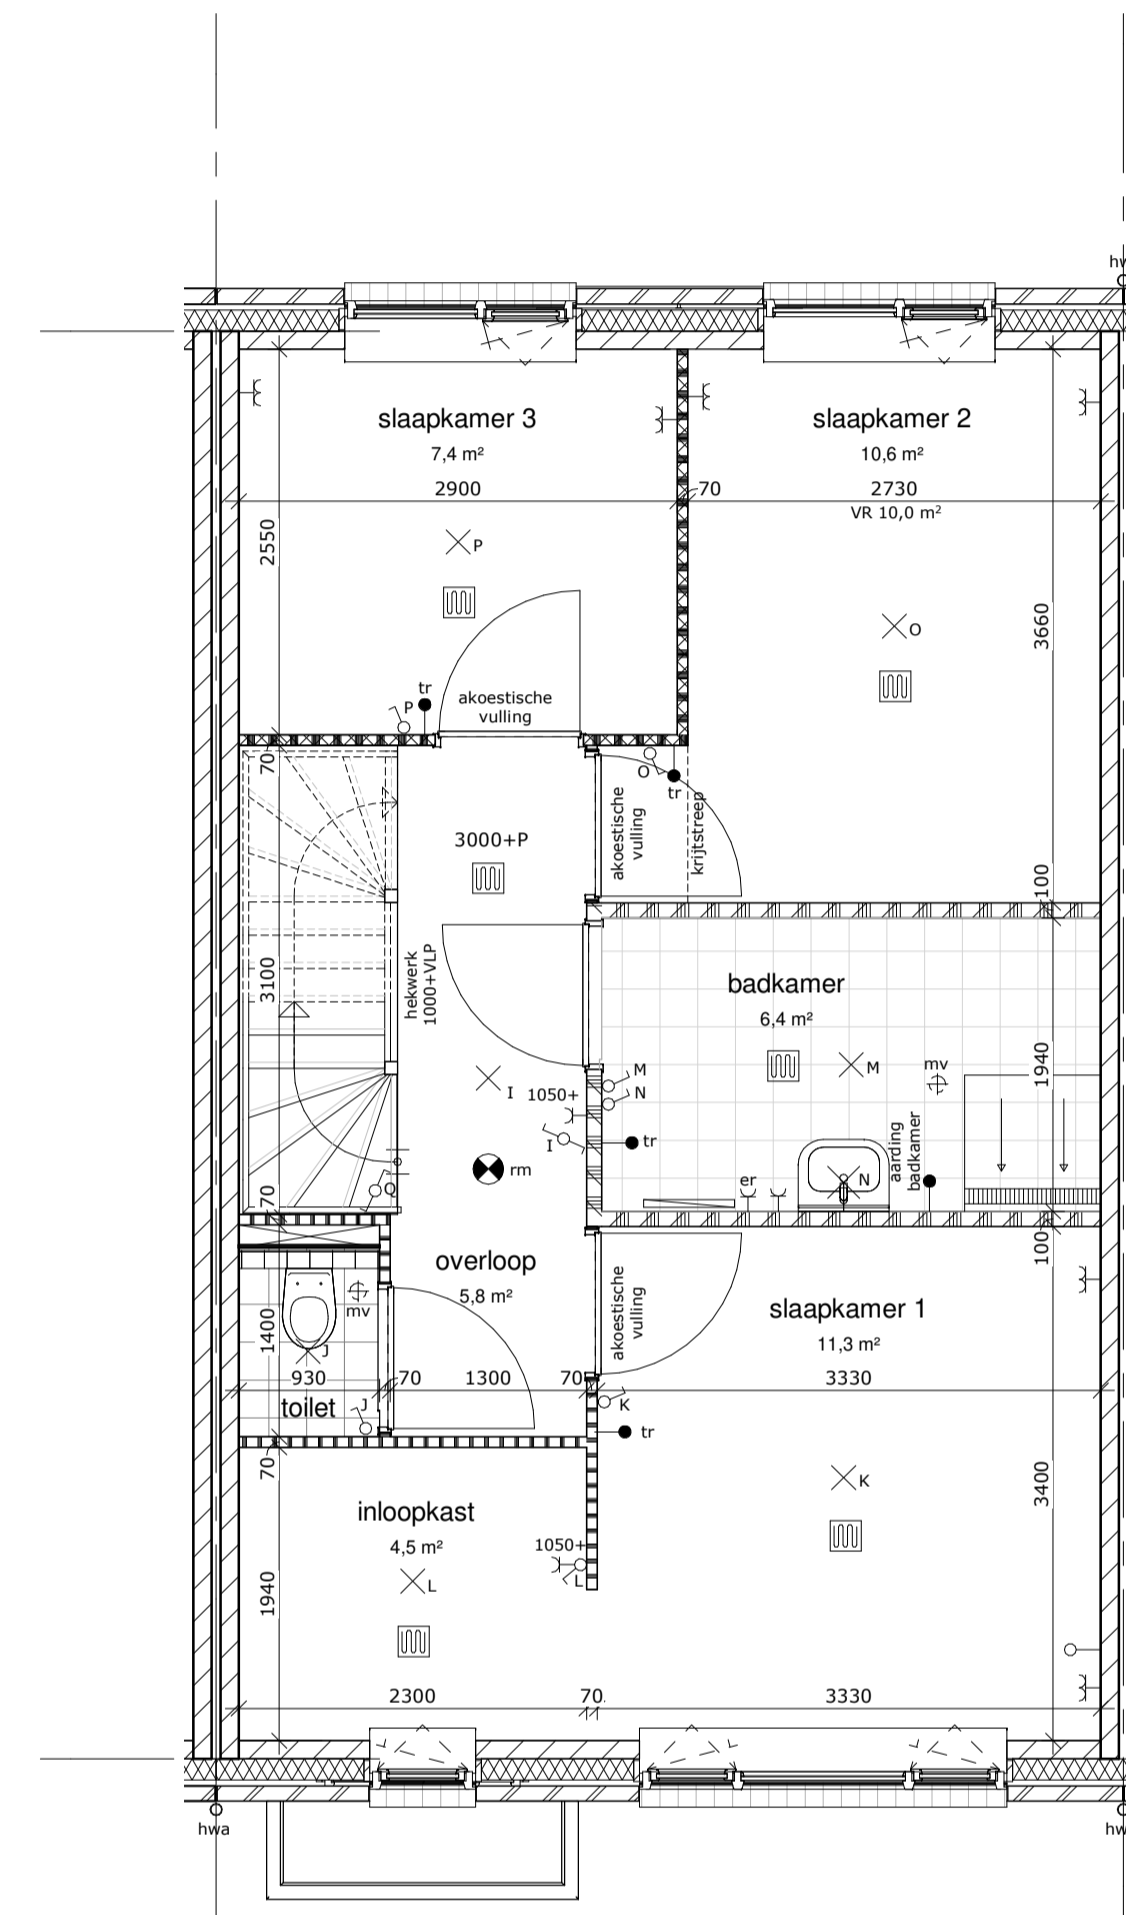 hw
slaapkamer 3
7,4 m²
2900
70
slaapkamer 2
10,6 m²
2730
VR 10,0 m²
2550
P
O
3660
tr
P
akoestische
vulling
70
O
tr
akoestische
vulling
krijtstreep
3000+P
100
hekwerk
1000+VLP
3100
badkamer
6,4 m²
M
mv
1940
I
1050+
M
N
I
tr
rm
Q
er
N
aarding
badkamer
70
overloop
5,8 m²
100
akoestische
vulling
slaapkamer 1
11,3 m²
mv
1400
J
930
70
1300
70
3330
toilet
J
K
tr
70
K
3400
inloopkast
4,5 m²
1050+
L
L
1940
2300
70
3330
hwa
hw